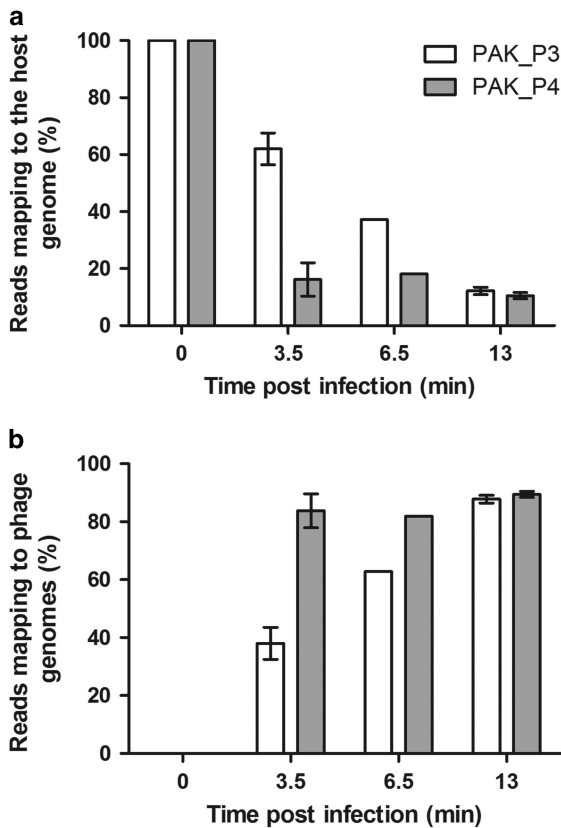 a
Reads mapping to the host
genome (%)
100
80
60
40
20
0
PAK_P3
PAK_P4
0 3.5 6.5 13
Time post infection (min)
b
Reads mapping to phage
genomes (%)
100
80
60
40
20
0
0 3.5 6.5 13
Time post infection (min)